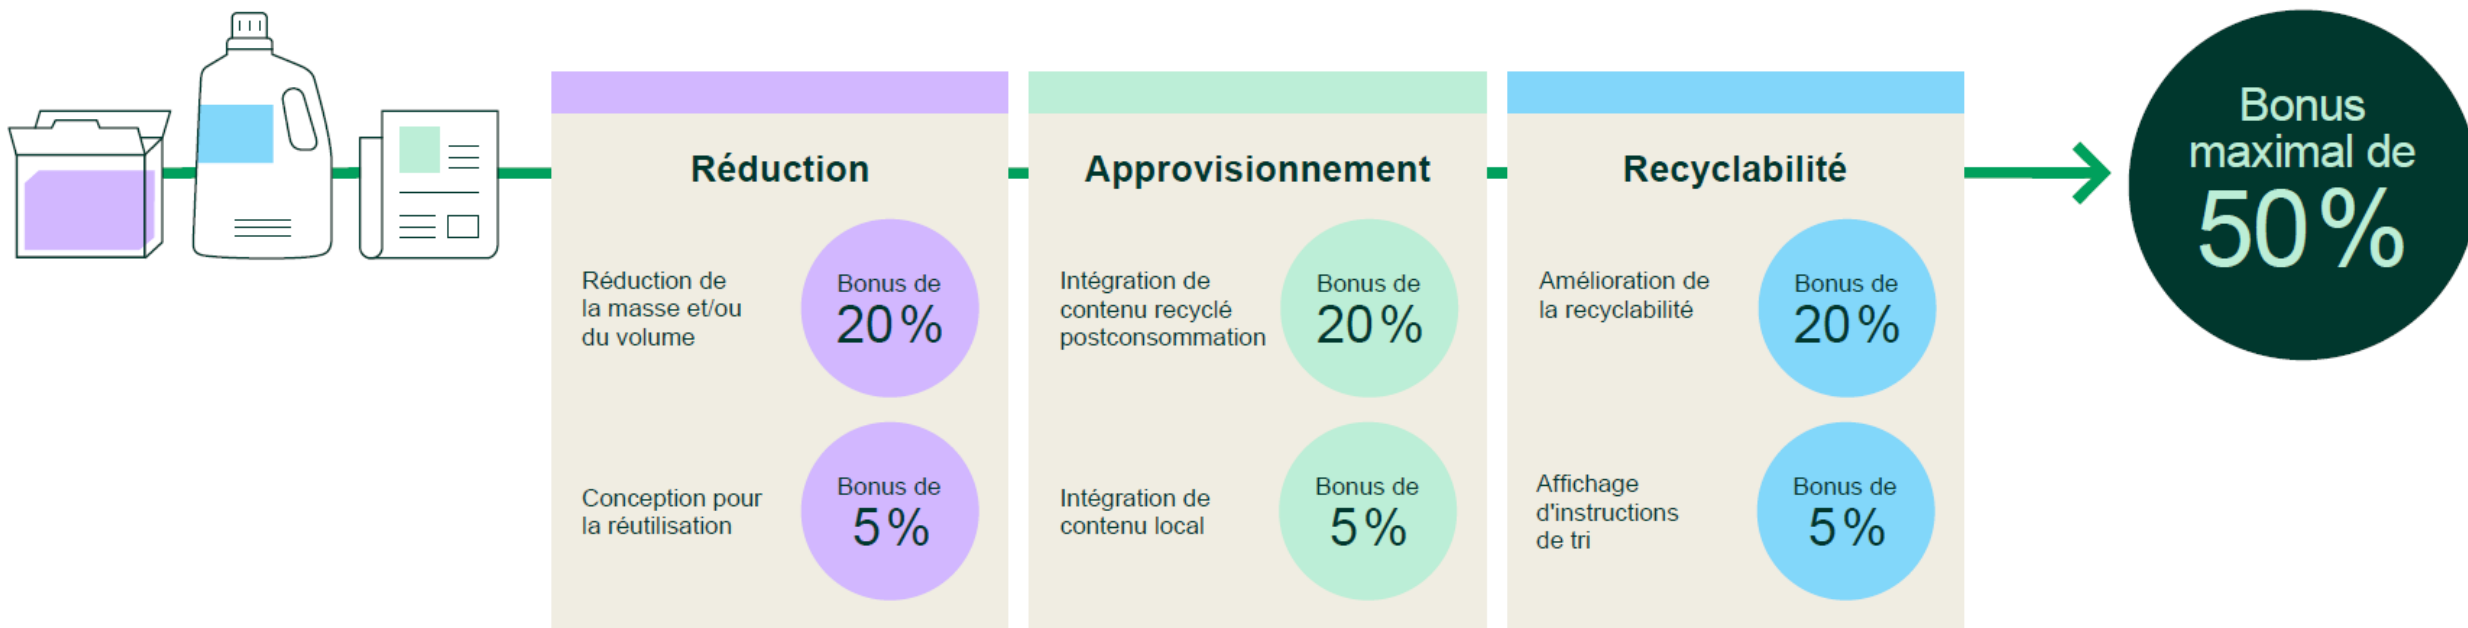 Réduction
Réduction de
la masse et/ou
du volume
Bonus de
20 %
Conception pour
la réutilisation
Bonus de
5 %
Approvisionnement
Intégration de
contenu recyclé
postconsommation
Bonus de
20 %
Intégration de
contenu local
Bonus de
5 %
Recyclabilité
Amélioration de
la recyclabilité
Bonus de
20 %
Affichage
d'instructions
de tri
Bonus de
5 %
Bonus
maximal de
50 %